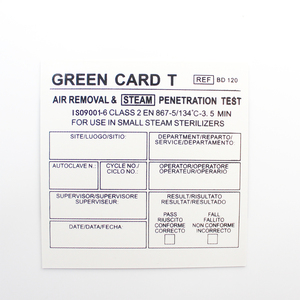 GREEN CARD T
REF BD 120
AIR REMOVAL & STEAM PENETRATION TEST
ISO9001-6 CLASS 2 EN 867-5/134°C-3. 5 MIN
FOR USE IN SMALL STEAM STERILIZERS
SITE/LUOGO/SITIO:
DEPARTMENT/REPARTO/
SERVICE/DEPARTAMENTO:
AUTOCLAVE N.:
CYCLE NO/
CICLO NO.:
OPERATOR/OPERATORE
OPERATEUR/OPERARIO
SUPERVISOR/SUPERVISORE
SUPERVISEUR:
RESULT/RISULTATO
RESULTAT/RESULTADO:
DATE/DATA/FECHA
PASS
RIUSCITO
CONFORME
CORRECTO
FALL
FALLITO
NON CONFORME
INCORRECTO